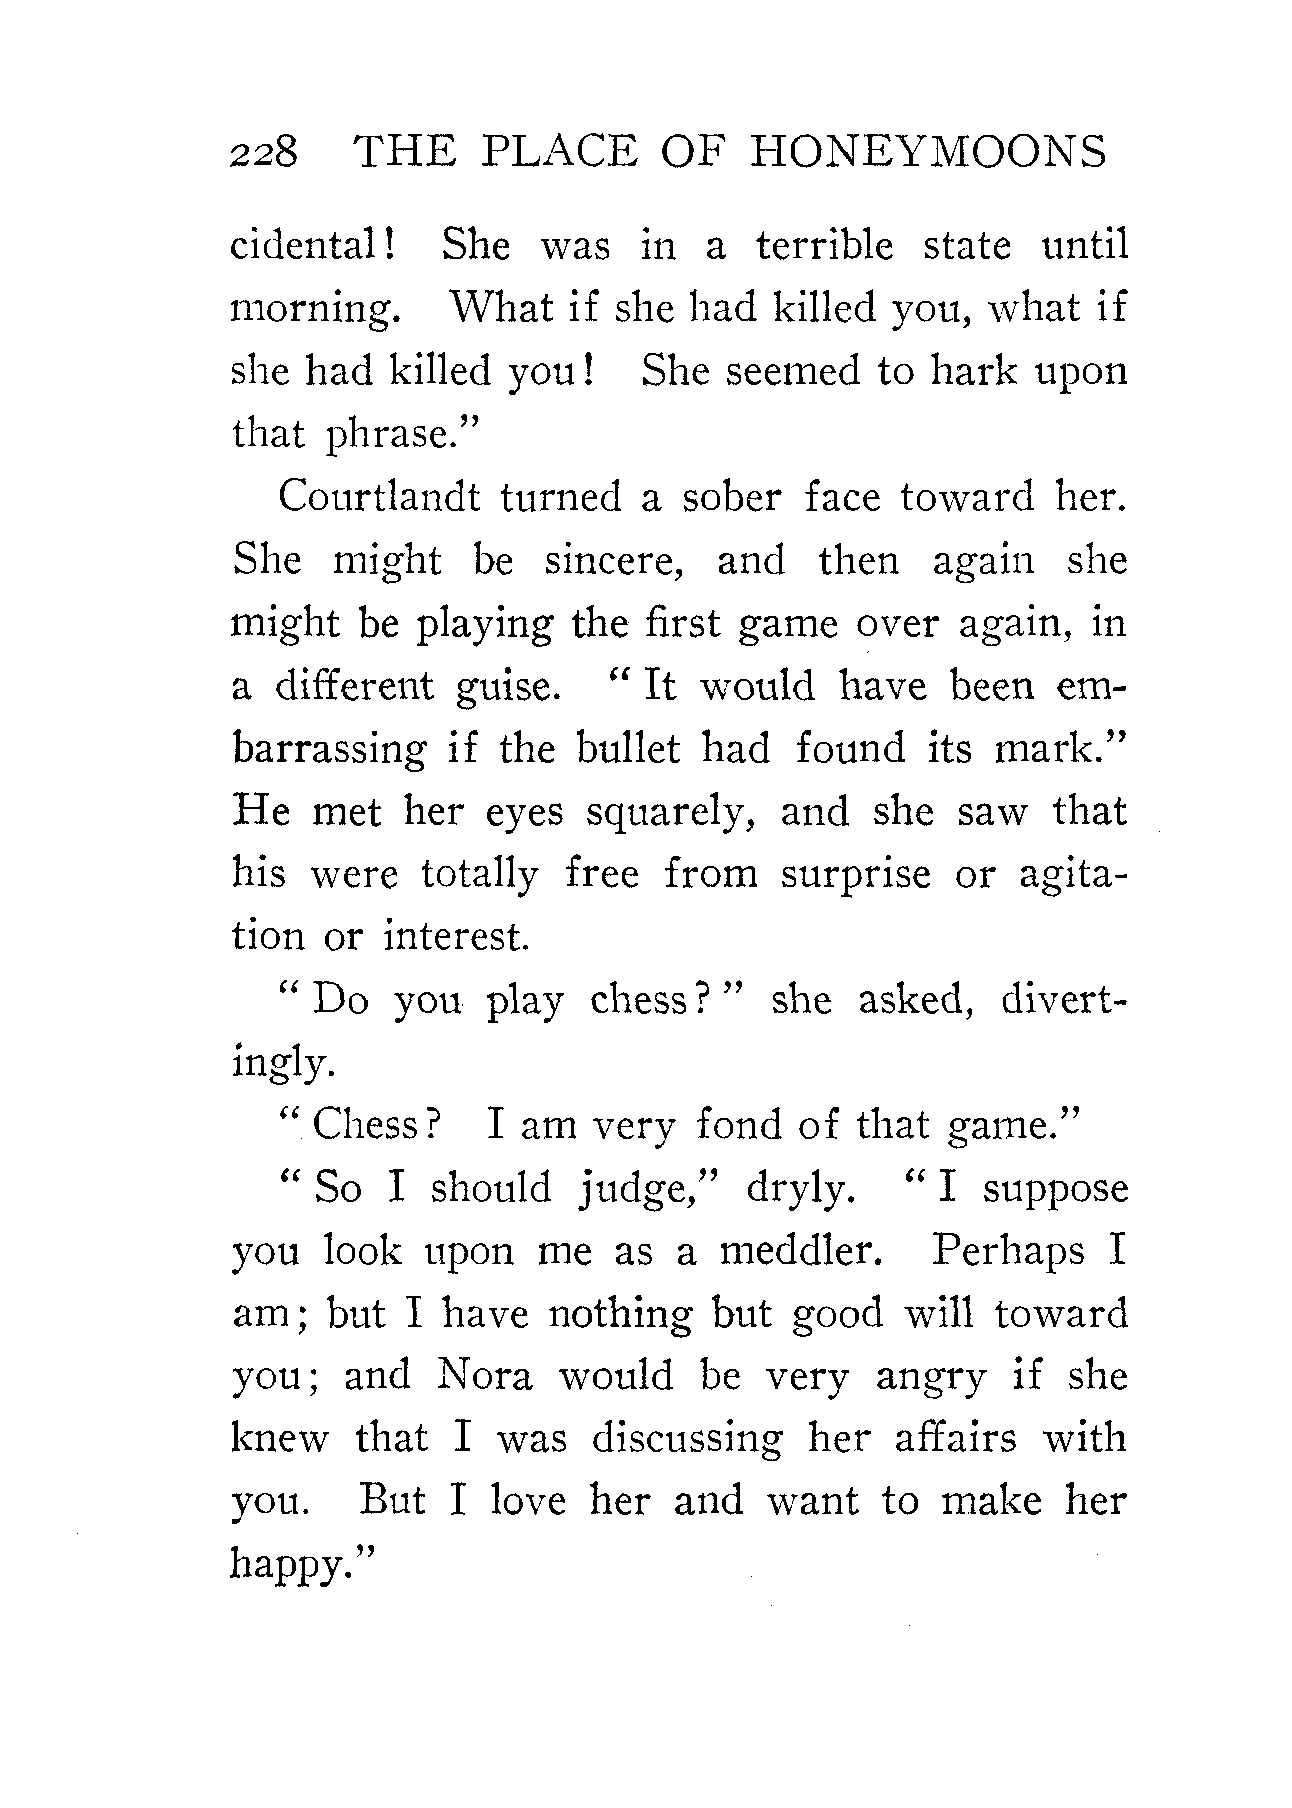 228 THE PLACE OF HONEYMOONS
cidental! She was in a terrible state until
morning. What if she had killed you, what if
she had killed you! She seemed to hark upon
that phrase."
Courtlandt turned a sober face toward her.
She might be sincere, and then again she
might be playing the first game over again, in
a different guise. "It would have been em-
barrassing if the bullet had found its mark."
He met her eyes squarely, and she saw that
his were totally free from surprise or agita-
tion or interest.
"Do you play chess?" she asked, divert-
ingly.
"Chess? I am very fond of that game."
"So I should judge," dryly. "I suppose
you look upon me as a meddler. Perhaps I
am; but I have nothing but good will toward
you; and Nora would be very angry if she
knew that I was discussing her affairs with
you. But I love her and want to make her
happy."